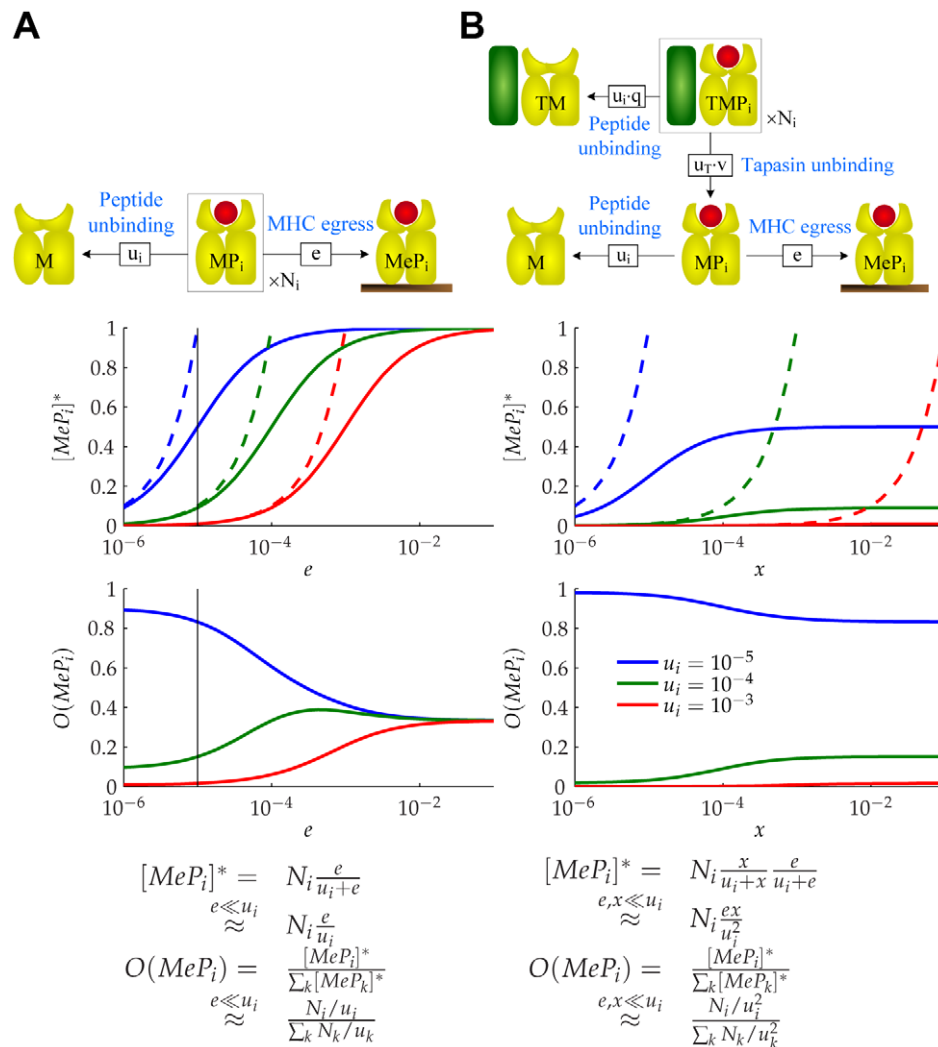 A
Peptide
unbinding
MHC egress
M
u_i
MP_i
e
MeP_i
×N_i
[MeP_i]*
1
0.8
0.6
0.4
0.2
0
10^−6
10^−4
10^−2
e
O(MeP_i)
1
0.8
0.6
0.4
0.2
0
10^−6
10^−4
10^−2
e
[MeP_i]* = N_i e/(u_i+e)
e≪u_i ≈ N_i e/u_i
O(MeP_i) = [MeP_i]*/∑_k[MeP_k]*
e≪u_i ≈ (N_i/u_i)/(∑_k N_k/u_k)
B
TM
u_i·q
TMP_i
×N_i
Peptide
unbinding
u_T·v
Tapasin unbinding
Peptide
unbinding
MHC egress
M
u_i
MP_i
e
MeP_i
[MeP_i]*
1
0.8
0.6
0.4
0.2
0
10^−6
10^−4
10^−2
x
O(MeP_i)
1
0.8
0.6
0.4
0.2
0
u_i = 10^−5
u_i = 10^−4
u_i = 10^−3
10^−6
10^−4
10^−2
x
[MeP_i]* = N_i x/(u_i+x) e/(u_i+e)
e,x≪u_i ≈ N_i ex/u_i^2
O(MeP_i) = [MeP_i]*/∑_k[MeP_k]*
e,x≪u_i ≈ (N_i/u_i^2)/(∑_k N_k/u_k^2)